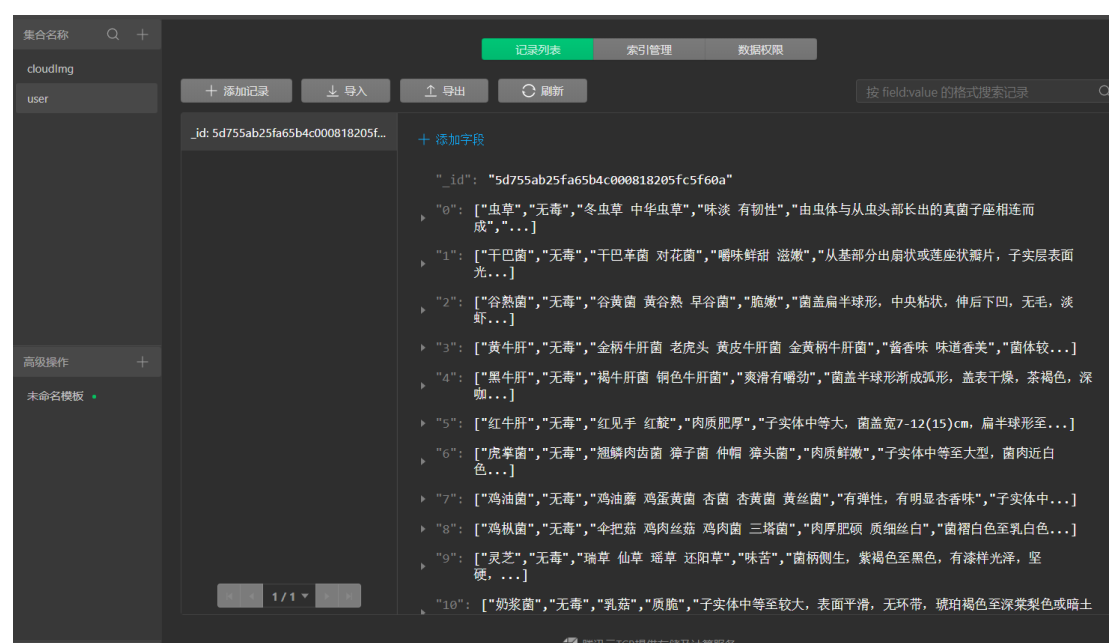 集合名称
cloudImg
user
高级操作
未命名模板
记录列表
索引管理
数据权限
添加记录
导入
导出
刷新
按 field:value 的格式搜索记录
_id: 5d755ab25fa65b4c000818205f...
1 / 1
添加字段
"_id": "5d755ab25fa65b4c000818205fc5f60a"
"0": ["虫草","无毒","冬虫草 中华虫草","味淡 有韧性","由虫体与从虫头部长出的真菌子座相连而
成","...]
"1": ["干巴菌","无毒","干巴革菌 对花菌","嚼味鲜甜 滋嫩","从基部分出扇状或莲座状瓣片，子实层表面
光...]
"2": ["谷熟菌","无毒","谷黄菌 黄谷熟 早谷菌","脆嫩","菌盖扁半球形，中央粘状，伸后下凹，无毛，淡
虾...]
"3": ["黄牛肝","无毒","金柄牛肝菌 老虎头 黄皮牛肝菌 金黄柄牛肝菌","酱香味 味道香美","菌体较...]
"4": ["黑牛肝","无毒","褐牛肝菌 铜色牛肝菌","爽滑有嚼劲","菌盖半球形渐成弧形，盖表干燥，茶褐色，深
咖...]
"5": ["红牛肝","无毒","红见手 红靛","肉质肥厚","子实体中等大，菌盖宽7-12(15)cm，扁半球形至...]
"6": ["虎掌菌","无毒","翘鳞肉齿菌 獐子菌 仲帽 獐头菌","肉质鲜嫩","子实体中等至大型，菌肉近白
色...]
"7": ["鸡油菌","无毒","鸡油蘑 鸡蛋黄菌 杏菌 杏黄菌 黄丝菌","有弹性，有明显杏香味","子实体中...]
"8": ["鸡枞菌","无毒","伞把菇 鸡肉丝菇 鸡肉菌 三塔菌","肉厚肥硕 质细丝白","菌褶白色至乳白色...]
"9": ["灵芝","无毒","瑞草 仙草 瑶草 还阳草","味苦","菌柄侧生，紫褐色至黑色，有漆样光泽，坚
硬，...]
"10": ["奶浆菌","无毒","乳菇","质脆","子实体中等至较大，表面平滑，无环带，琥珀褐色至深棠梨色或暗土